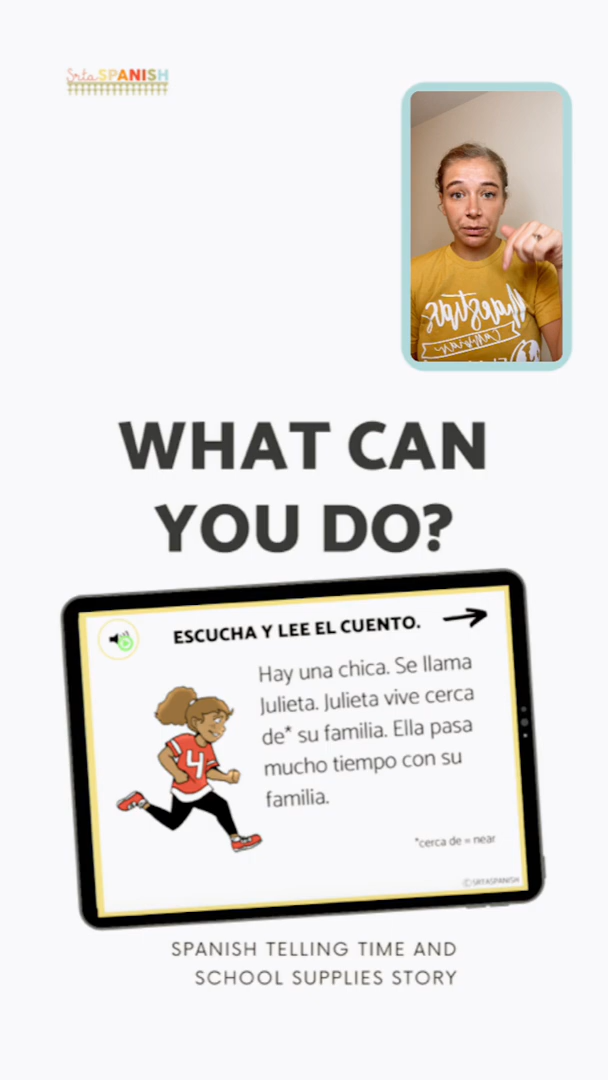 Srta SPANISH
WHAT CAN
YOU DO?
ESCUCHA Y LEE EL CUENTO.
Hay una chica. Se llama
Julieta. Julieta vive cerca
de* su familia. Ella pasa
mucho tiempo con su
familia.
4
*cerca de = near
©SRTASPANISH
SPANISH TELLING TIME AND
SCHOOL SUPPLIES STORY